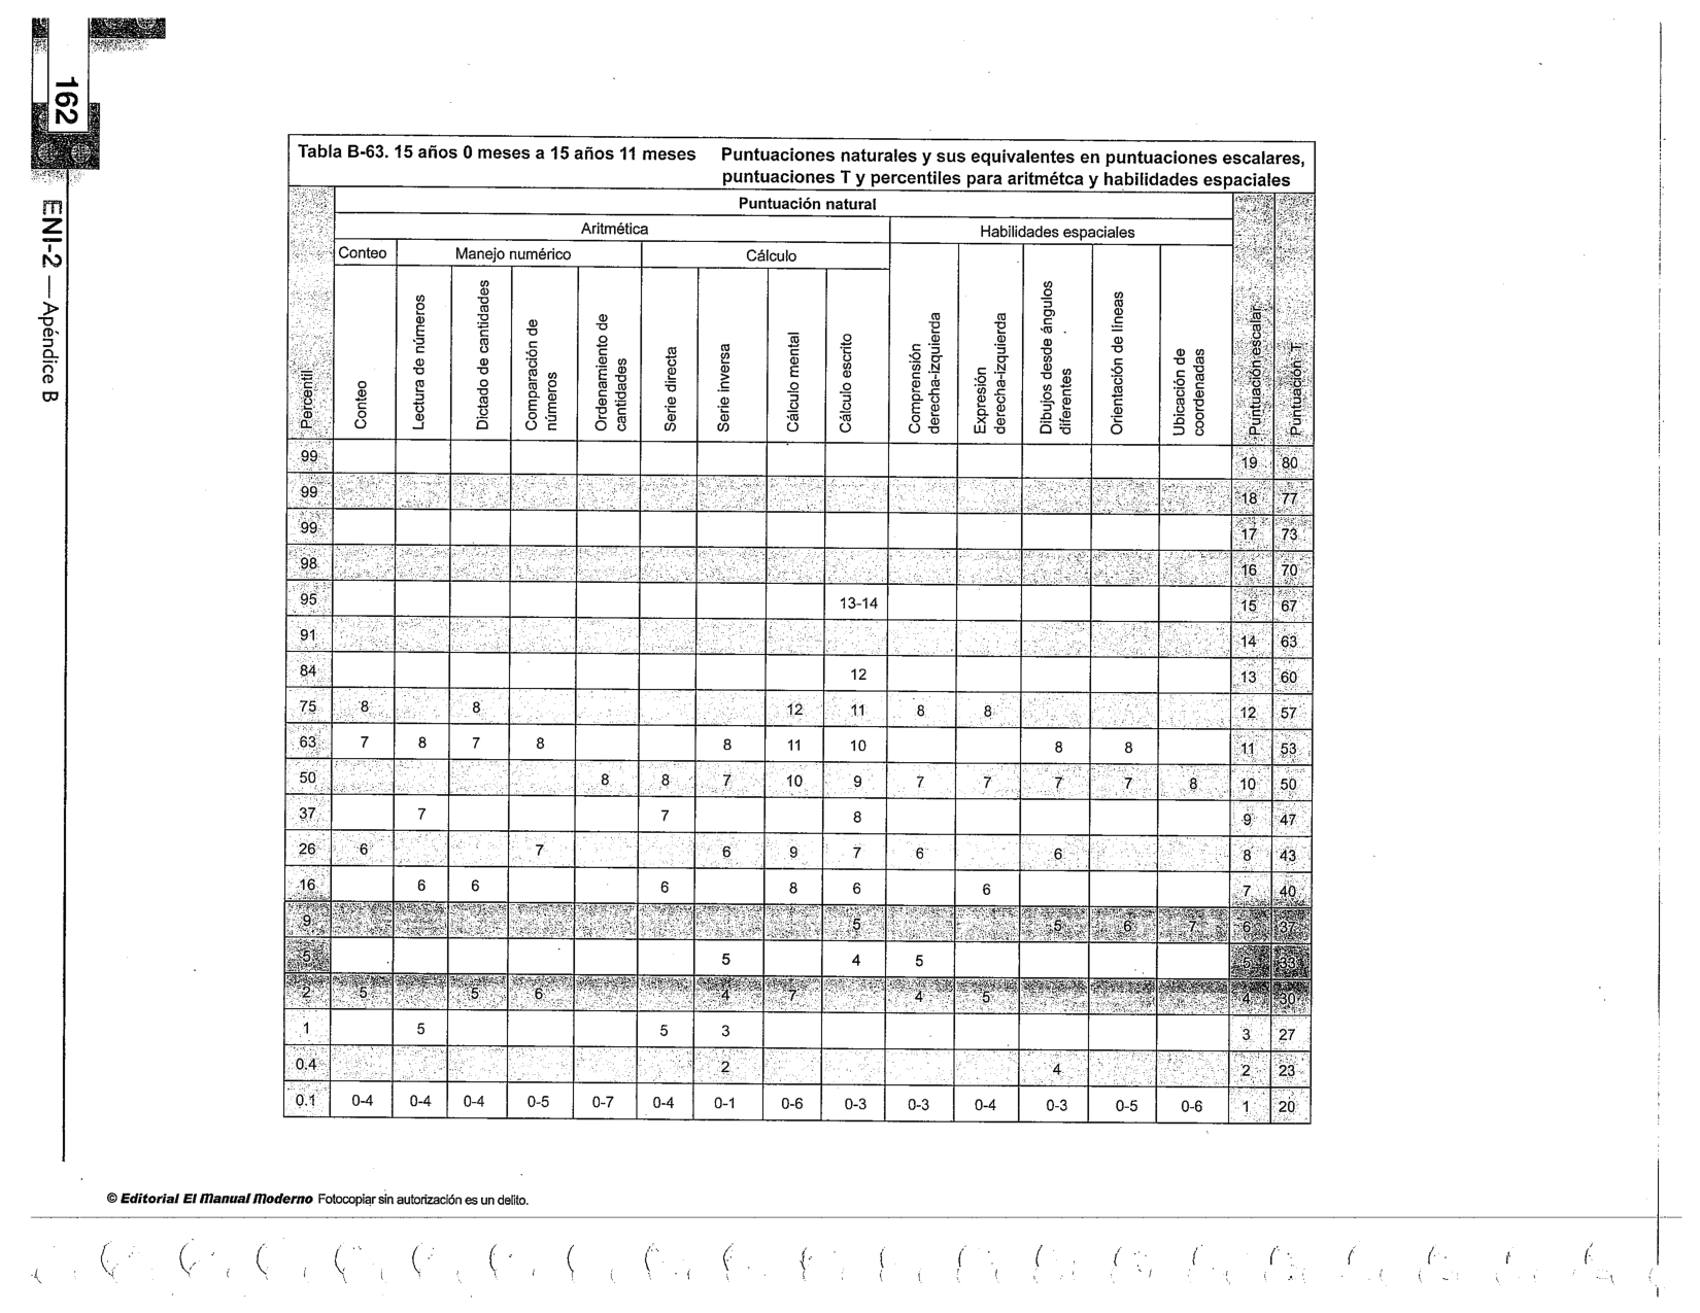 162
ENI-2 — Apéndice B
Tabla B-63. 15 años 0 meses a 15 años 11 meses Puntuaciones naturales y sus equivalentes en puntuaciones escalares,
puntuaciones T y percentiles para aritmétca y habilidades espaciales
Puntuación natural
Aritmética Habilidades espaciales
Conteo Manejo numérico Cálculo
Percentil
Conteo
Lectura de números
Dictado de cantidades
Comparación de
números
Ordenamiento de
cantidades
Serie directa
Serie inversa
Cálculo mental
Cálculo escrito
Comprensión
derecha-izquierda
Expresión
derecha-izquierda
Dibujos desde ángulos
diferentes
Orientación de líneas
Ubicación de
coordenadas
Puntuación escalar
Puntuación T
99 19 80
99 18 77
99 17 73
98 16 70
95 13-14 15 67
91 14 63
84 12 13 60
75 8 8 12 11 8 8 12 57
63 7 8 7 8 8 11 10 8 8 11 53
50 8 8 7 10 9 7 7 7 7 8 10 50
37 7 7 8 9 47
26 6 7 6 9 7 6 6 8 43
16 6 6 6 8 6 6 7 40
9 5 5 6 7 6 37
5 5 4 5 5 33
2 5 5 6 4 7 4 5 4 30
1 5 5 3 3 27
0.4 2 4 2 23
0.1 0-4 0-4 0-4 0-5 0-7 0-4 0-1 0-6 0-3 0-3 0-4 0-3 0-5 0-6 1 20
© Editorial El Manual Moderno Fotocopiar sin autorización es un delito.